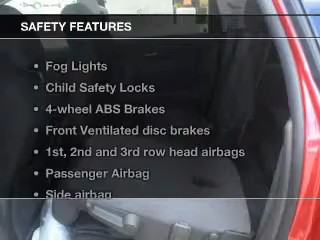 SAFETY FEATURES
• Fog Lights
• Child Safety Locks
• 4-wheel ABS Brakes
• Front Ventilated disc brakes
• 1st, 2nd and 3rd row head airbags
• Passenger Airbag
• Side airbag